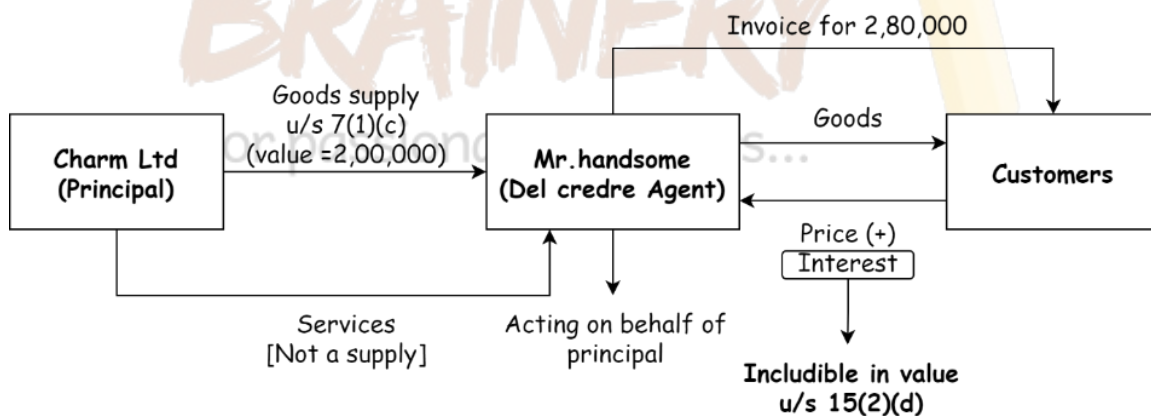 BRAINERY
Invoice for 2,80,000
Goods supply
u/s 7(1)(c)
(value =2,00,000)
Goods
Charm Ltd
(Principal)
Mr.handsome
(Del credre Agent)
Customers
Price (+)
Interest
Services
[Not a supply]
Acting on behalf of
principal
Includible in value
u/s 15(2)(d)